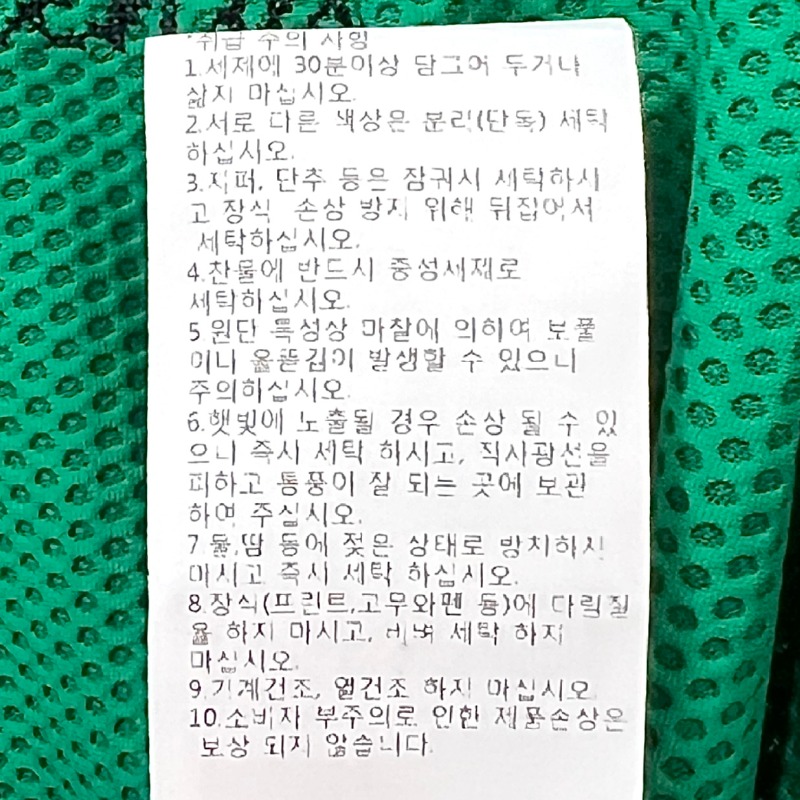 *취급 주의 사항
1.세제에 30분이상 담그어 두거나
삶지 마십시오.
2.서로 다른 색상은 분리(단독) 세탁
하십시오.
3.지퍼, 단추 등은 잠궈서 세탁하시
고 장식 손상 방지 위해 뒤집어서
세탁하십시오.
4.찬물에 반드시 중성세제로
세탁하십시오.
5.원단 특성상 마찰에 의하여 보풀
이나 올뜯김이 발생할 수 있으니
주의하십시오.
6.햇빛에 노출될 경우 손상 될 수 있
으니 즉시 세탁 하시고, 직사광선을
피하고 통풍이 잘 되는 곳에 보관
하여 주십시오.
7.물,땀 등에 젖은 상태로 방치하지
마시고 즉시 세탁 하십시오.
8.장식(프린트,고무와펜 등)에 다림질
을 하지 마시고, 비벼 세탁 하지
마십시오.
9.기계건조, 열건조 하지 마십시오
10.소비자 부주의로 인한 제품손상은
보상 되지 않습니다.